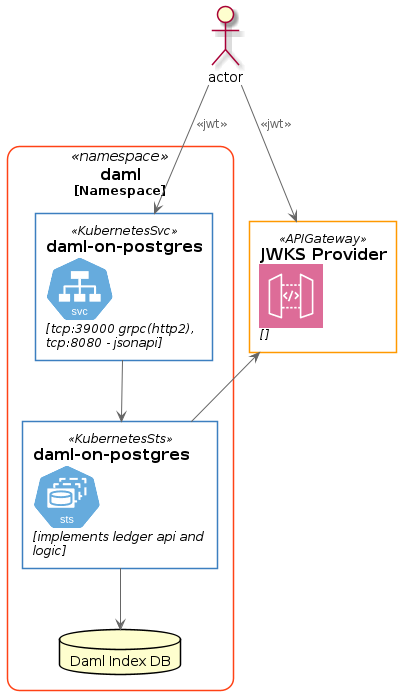 actor
«jwt»
«jwt»
«namespace»
daml
[Namespace]
«KubernetesSvc»
daml-on-postgres
svc
[tcp:39000 grpc(http2),
tcp:8080 - jsonapi]
«APIGateway»
JWKS Provider
[]
«KubernetesSts»
daml-on-postgres
sts
[implements ledger api and
logic]
Daml Index DB